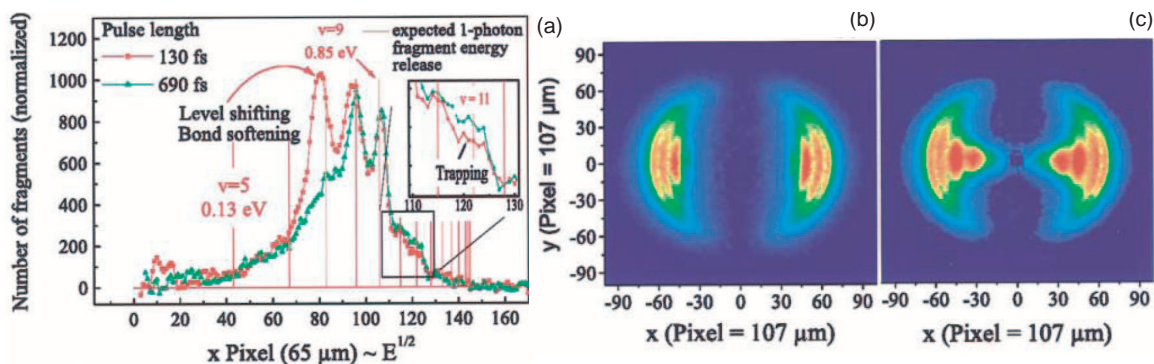 (a)
Number of fragments (normalized)
1200
1000
800
600
400
200
0
Pulse length
130 fs
690 fs
Level shifting
Bond softening
v=5
0.13 eV
v=9
0.85 eV
expected 1-photon
fragment energy
release
v = 11
Trapping
110 120 130
0 20 40 60 80 100 120 140 160
x Pixel (65 μm) ~ E^{1/2}
(b)
y (Pixel = 107 μm)
90
60
30
0
-30
-60
-90
-90 -60 -30 0 30 60 90
x (Pixel = 107 μm)
(c)
-90 -60 -30 0 30 60 90
x (Pixel = 107 μm)